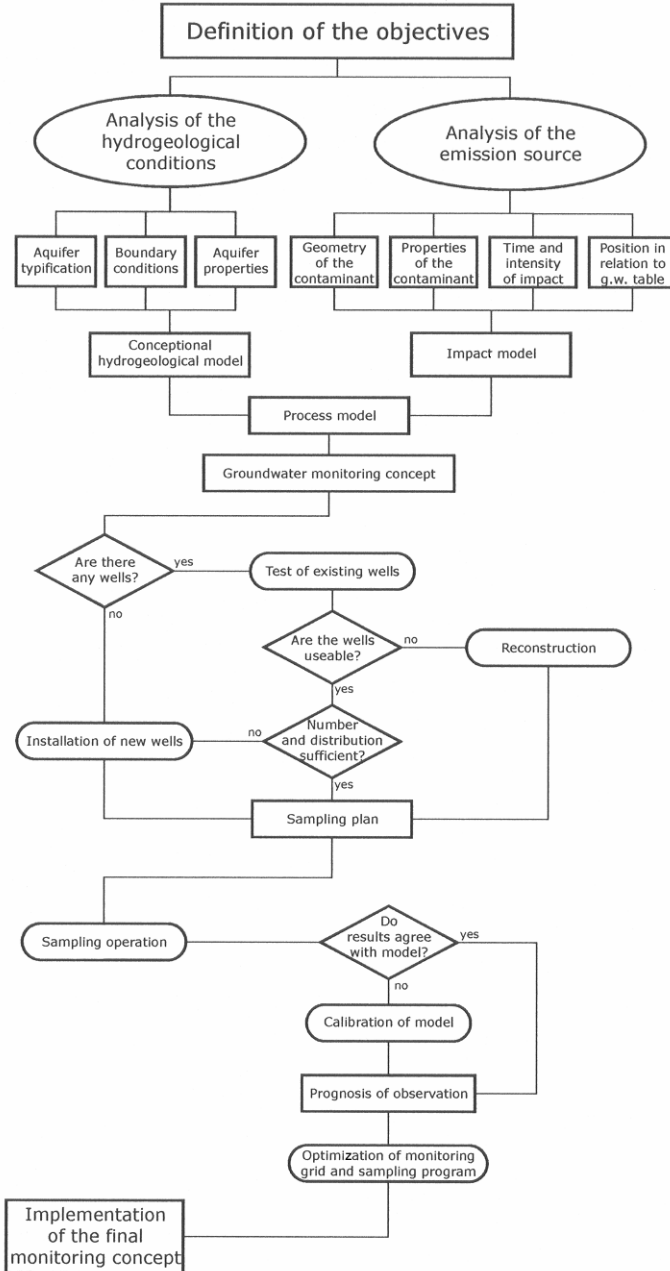 Definition of the objectives
Analysis of the
hydrogeological
conditions
Analysis of the
emission source
Aquifer
typification
Boundary
conditions
Aquifer
properties
Geometry
of the
contaminant
Properties
of the
contaminant
Time and
intensity
of impact
Position in
relation to
g.w. table
Conceptional
hydrogeological model
Impact model
Process model
Groundwater monitoring concept
Are there
any wells?
yes
Test of existing wells
no
Are the wells
useable?
no
Reconstruction
yes
Installation of new wells
no
Number
and distribution
sufficient?
yes
Sampling plan
Sampling operation
Do
results agree
with model?
yes
no
Calibration of model
Prognosis of observation
Optimization of monitoring
grid and sampling program
Implementation
of the final
monitoring concept